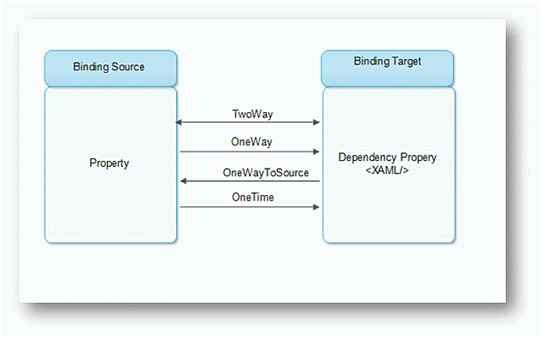 Binding Source
Binding Target
TwoWay
OneWay
Property
Dependency Propery
<XAML/>
OneWayToSource
OneTime